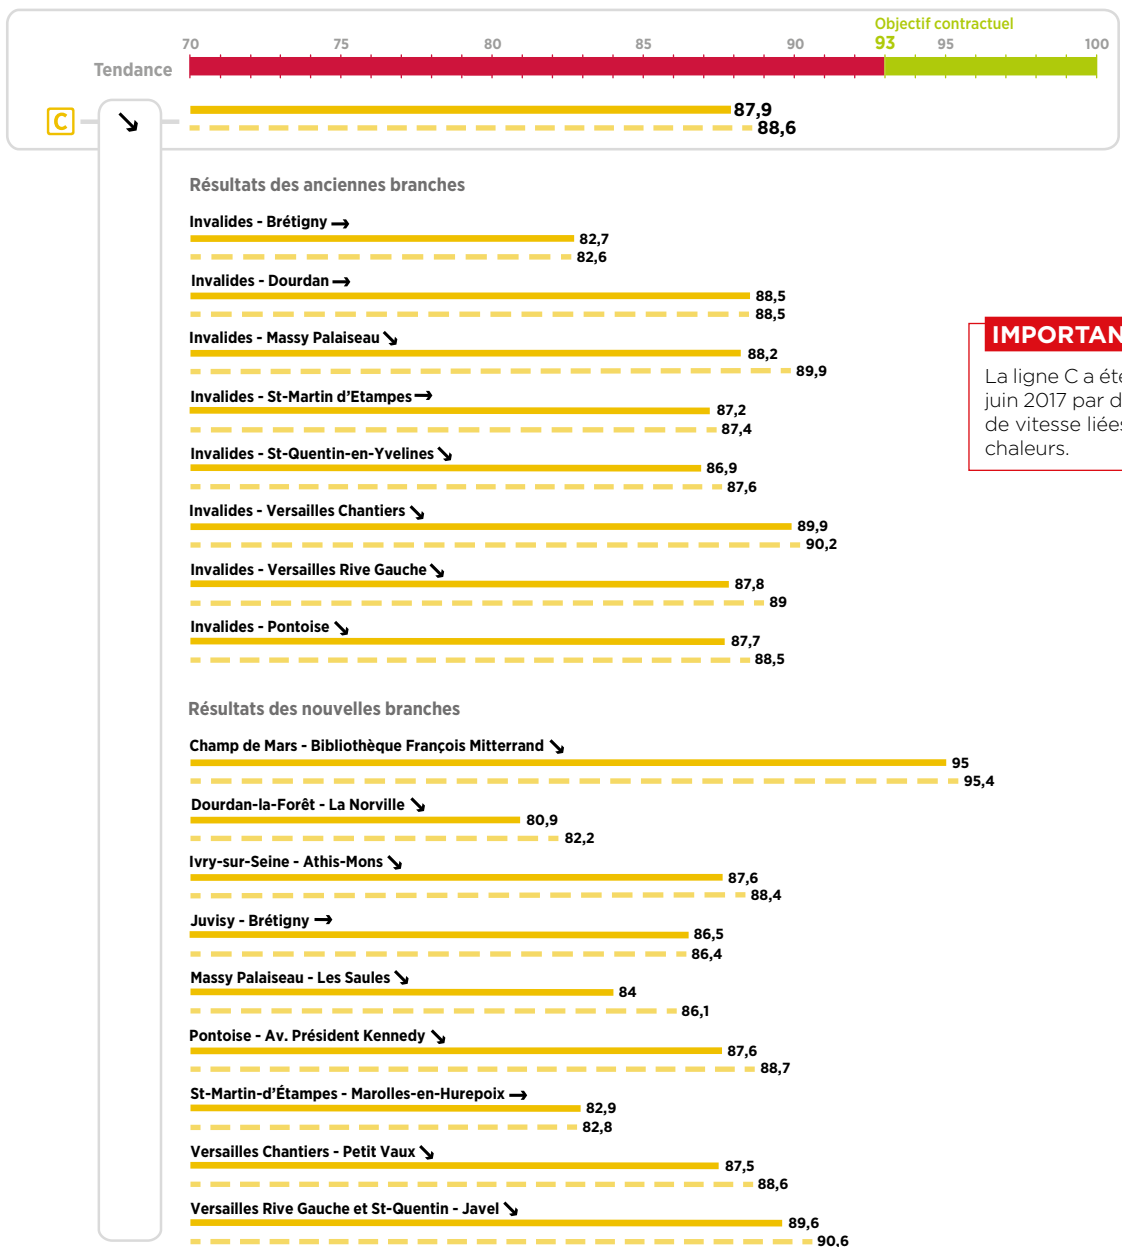 Objectif contractuel
70 75 80 85 90 93 95 100
Tendance
C 87,9
88,6
Résultats des anciennes branches
Invalides - Brétigny →
82,7
82,6
Invalides - Dourdan →
88,5
88,5
Invalides - Massy Palaiseau ↘
88,2
89,9
Invalides - St-Martin d’Etampes →
87,2
87,4
Invalides - St-Quentin-en-Yvelines ↘
86,9
87,6
Invalides - Versailles Chantiers ↘
89,9
90,2
Invalides - Versailles Rive Gauche ↘
87,8
89
Invalides - Pontoise ↘
87,7
88,5
IMPORTAN
La ligne C a été
juin 2017 par d
de vitesse liées
chaleurs.
Résultats des nouvelles branches
Champ de Mars - Bibliothèque François Mitterrand ↘
95
95,4
Dourdan-la-Forêt - La Norville ↘
80,9
82,2
Ivry-sur-Seine - Athis-Mons ↘
87,6
88,4
Juvisy - Brétigny →
86,5
86,4
Massy Palaiseau - Les Saules ↘
84
86,1
Pontoise - Av. Président Kennedy ↘
87,6
88,7
St-Martin-d’Étampes - Marolles-en-Hurepoix →
82,9
82,8
Versailles Chantiers - Petit Vaux ↘
87,5
88,6
Versailles Rive Gauche et St-Quentin - Javel ↘
89,6
90,6